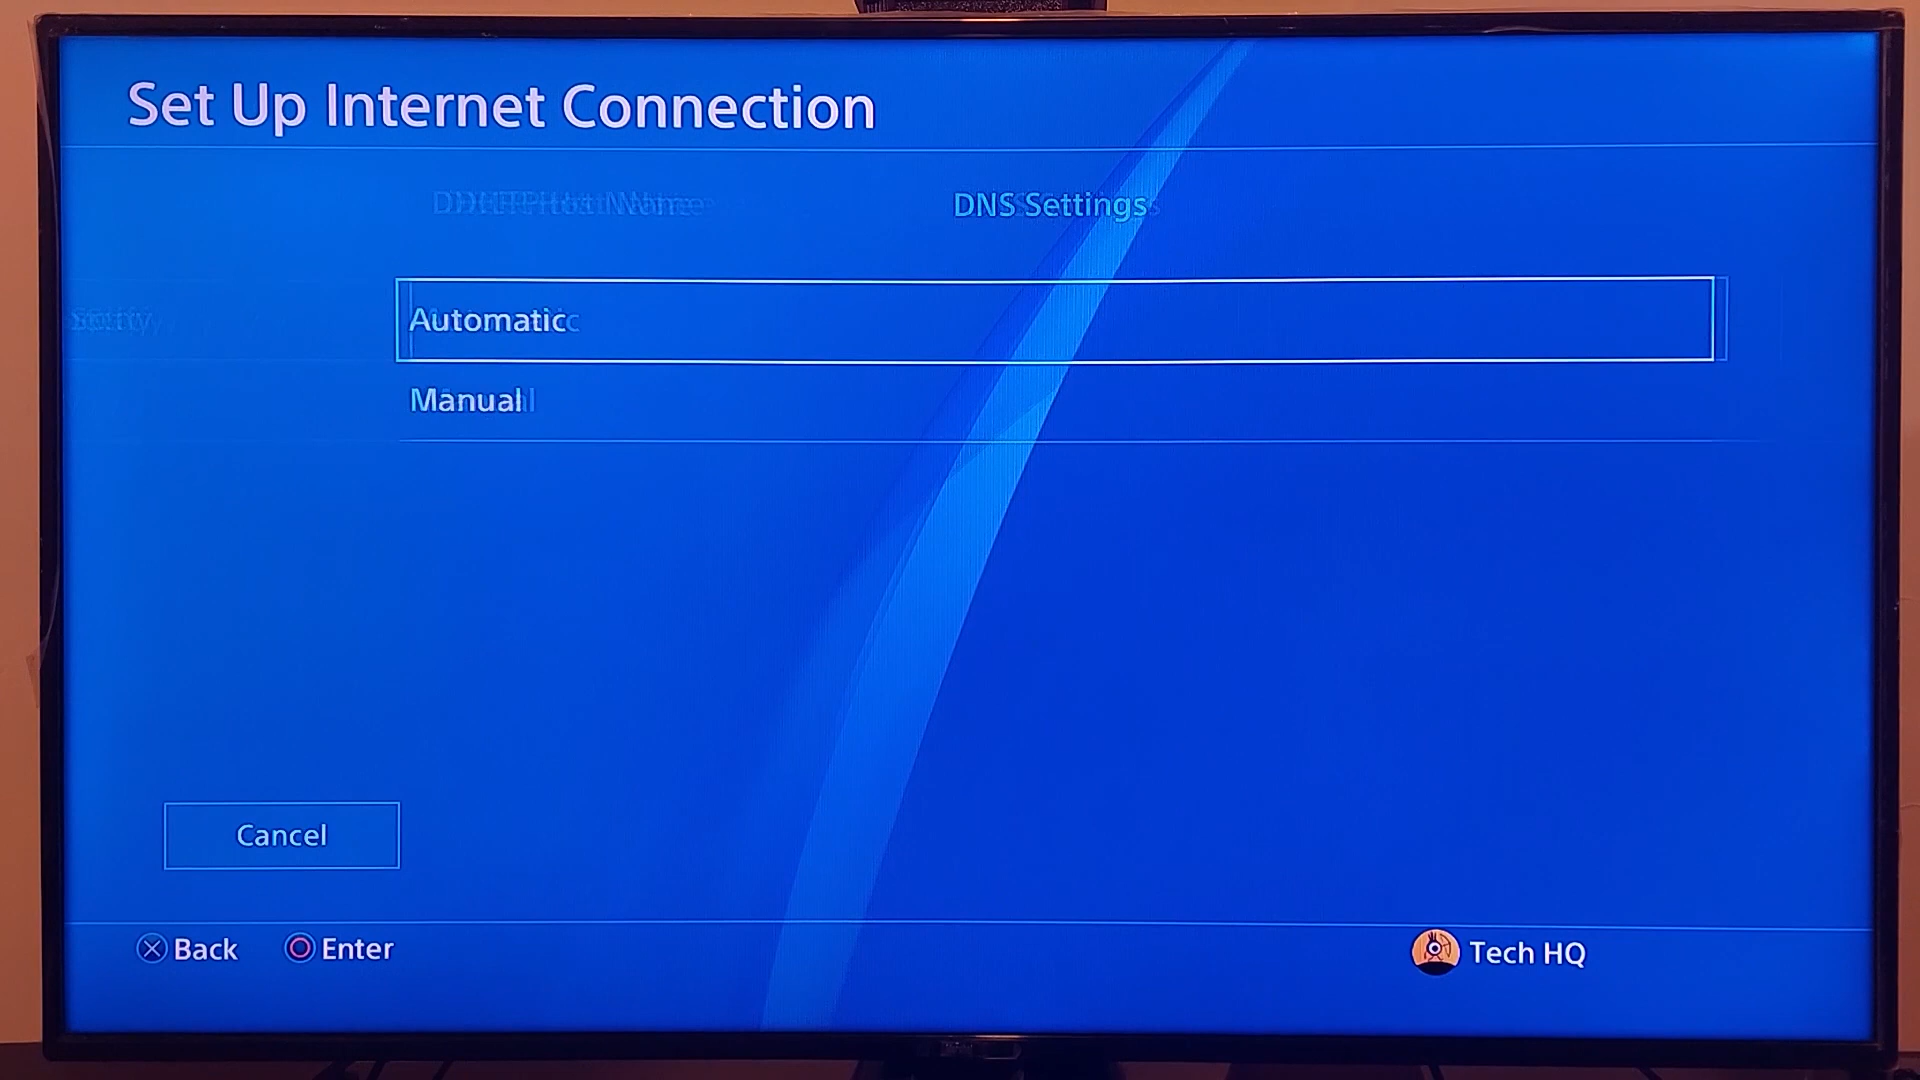 Set Up Internet Connection
DNS Settings
Automatic
Manual
Cancel
Back
Enter
Tech HQ